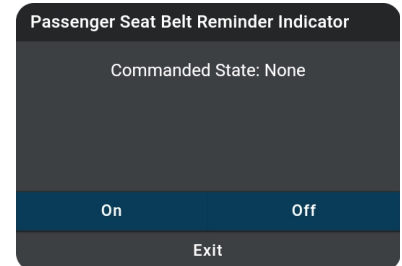 Passenger Seat Belt Reminder Indicator
Commanded State: None
On Off
Exit